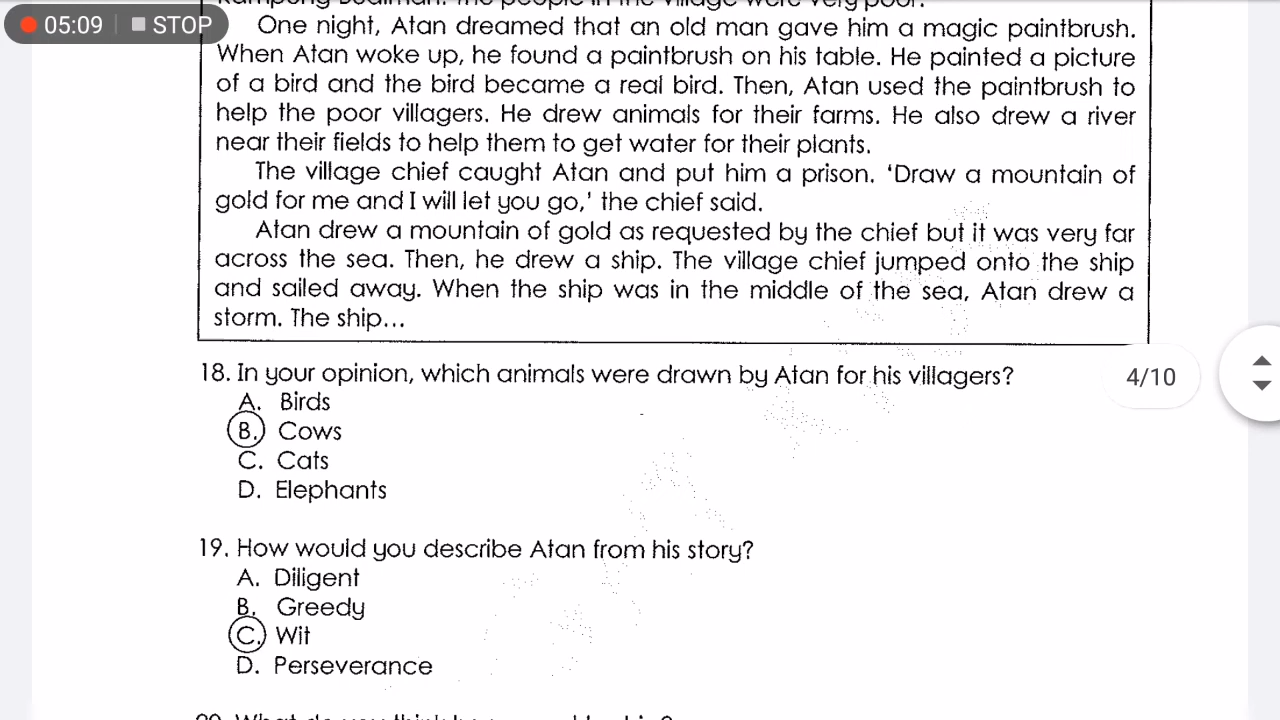 05:09 STOP
One night, Atan dreamed that an old man gave him a magic paintbrush.
When Atan woke up, he found a paintbrush on his table. He painted a picture
of a bird and the bird became a real bird. Then, Atan used the paintbrush to
help the poor villagers. He drew animals for their farms. He also drew a river
near their fields to help them to get water for their plants.
The village chief caught Atan and put him a prison. 'Draw a mountain of
gold for me and I will let you go,' the chief said.
Atan drew a mountain of gold as requested by the chief but it was very far
across the sea. Then, he drew a ship. The village chief jumped onto the ship
and sailed away. When the ship was in the middle of the sea, Atan drew a
storm. The ship...
18. In your opinion, which animals were drawn by Atan for his villagers?
4/10
A. Birds
B. Cows
C. Cats
D. Elephants
19. How would you describe Atan from his story?
A. Diligent
B. Greedy
C. Wit
D. Perseverance